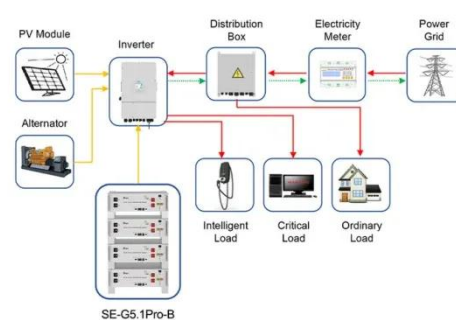 PV Module
Inverter
Distribution
Box
Electricity
Meter
Power
Grid
Alternator
Intelligent
Load
Critical
Load
Ordinary
Load
SE-G5.1Pro-B